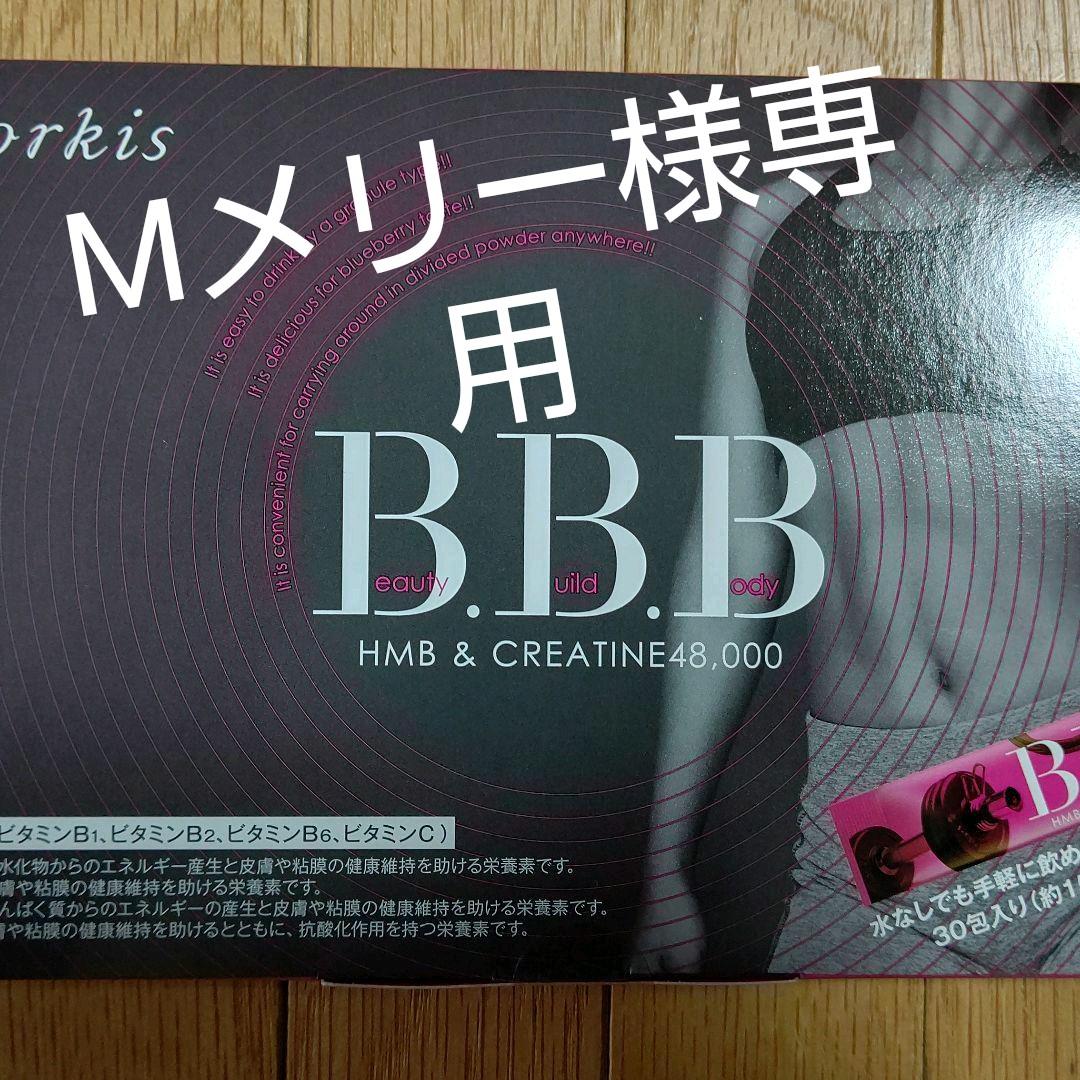 orkis
Mメリー様専
用
It is easy to drink by a granule type!!
It is delicious for blueberry taste!!
It is convenient for carrying around in divided powder anywhere!!
B.B.B
eauty uild ody
HMB & CREATINE48,000
ビタミンB1、ビタミンB2、ビタミンB6、ビタミンC)
水化物からのエネルギー産生と皮膚や粘膜の健康維持を助ける栄養素です。
膚や粘膜の健康維持を助ける栄養素です。
んぱく質からのエネルギーの産生と皮膚や粘膜の健康維持を助ける栄養素です。
膚や粘膜の健康維持を助けるとともに、抗酸化作用を持つ栄養素です。
B
HMB
水なしでも手軽に飲め
30包入り(約1